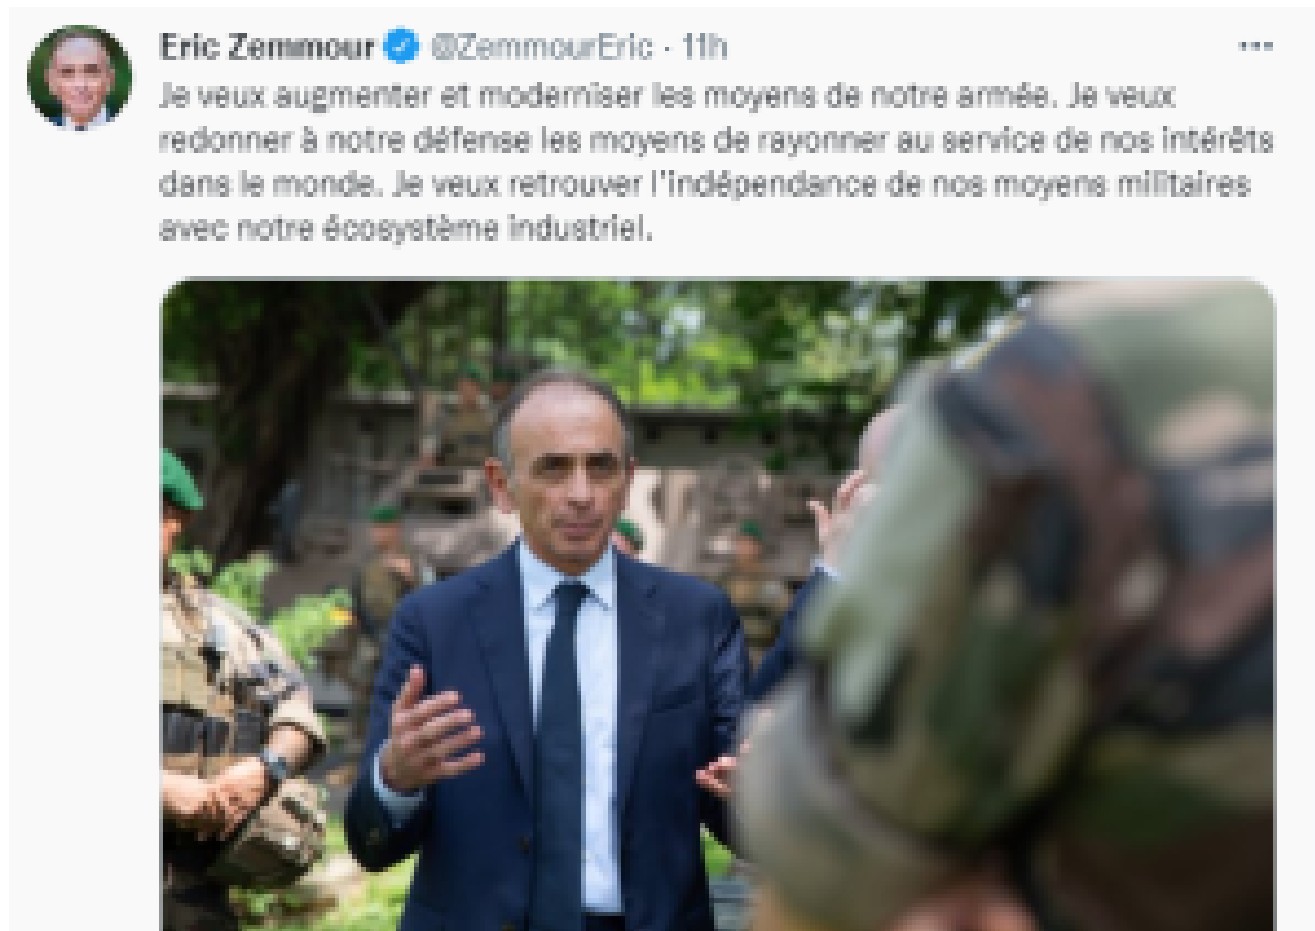 Eric Zemmour @ZemmourEric · 11h
Je veux augmenter et moderniser les moyens de notre armée. Je veux
redonner à notre défense les moyens de rayonner au service de nos intérêts
dans le monde. Je veux retrouver l'indépendance de nos moyens militaires
avec notre écosystème industriel.